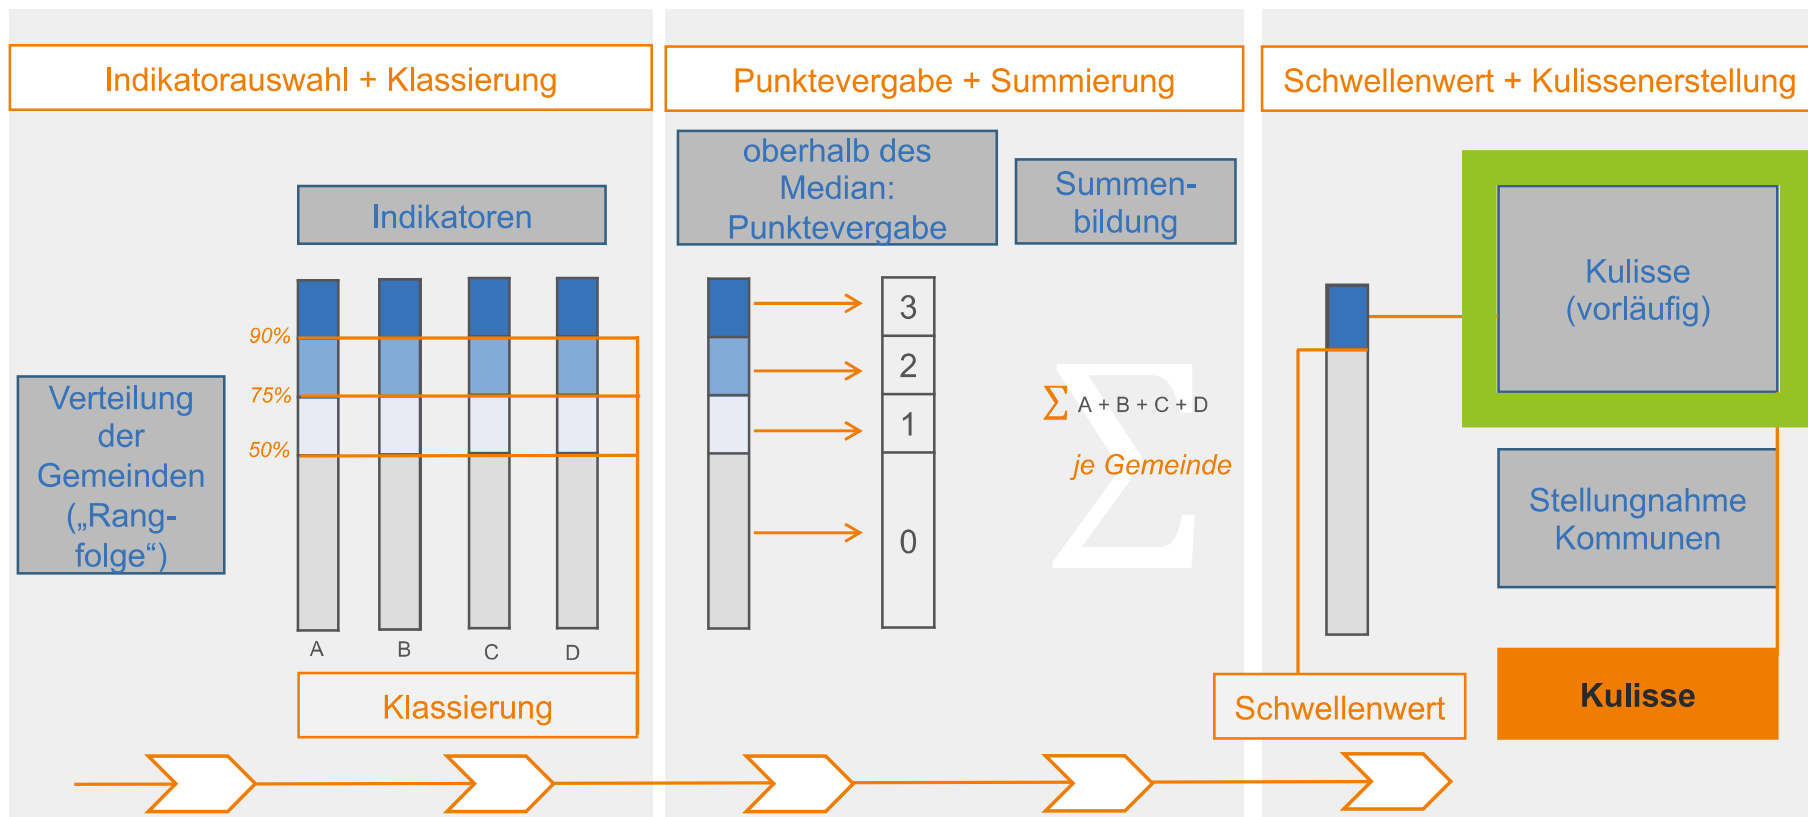 Indikatorauswahl + Klassierung
Punktevergabe + Summierung
Schwellenwert + Kulissenerstellung
Indikatoren
Verteilung
der
Gemeinden
(„Rang-
folge“)
90%
75%
50%
A
B
C
D
Klassierung
oberhalb des
Median:
Punktevergabe
3
2
1
0
Summen-
bildung
∑ A + B + C + D
je Gemeinde
∑
Schwellenwert
Kulisse
(vorläufig)
Stellungnahme
Kommunen
Kulisse